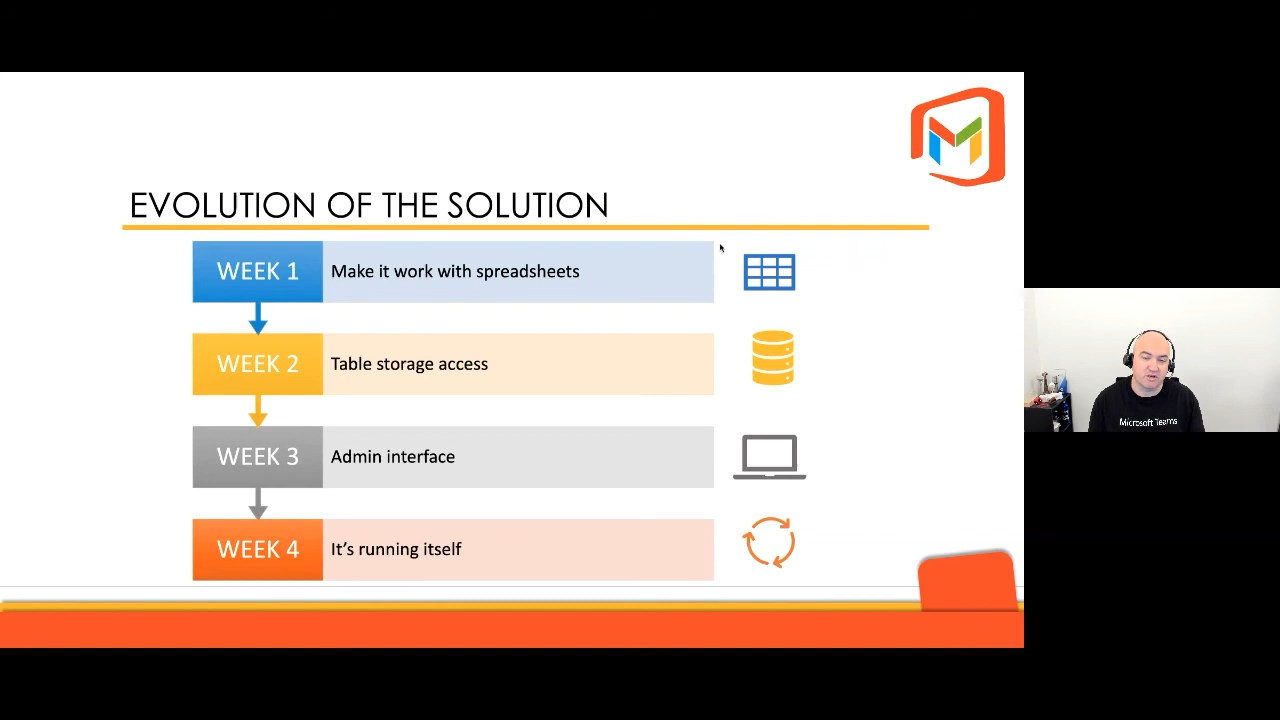 EVOLUTION OF THE SOLUTION
WEEK 1 Make it work with spreadsheets
WEEK 2 Table storage access
WEEK 3 Admin interface
WEEK 4 It's running itself
Microsoft Teams